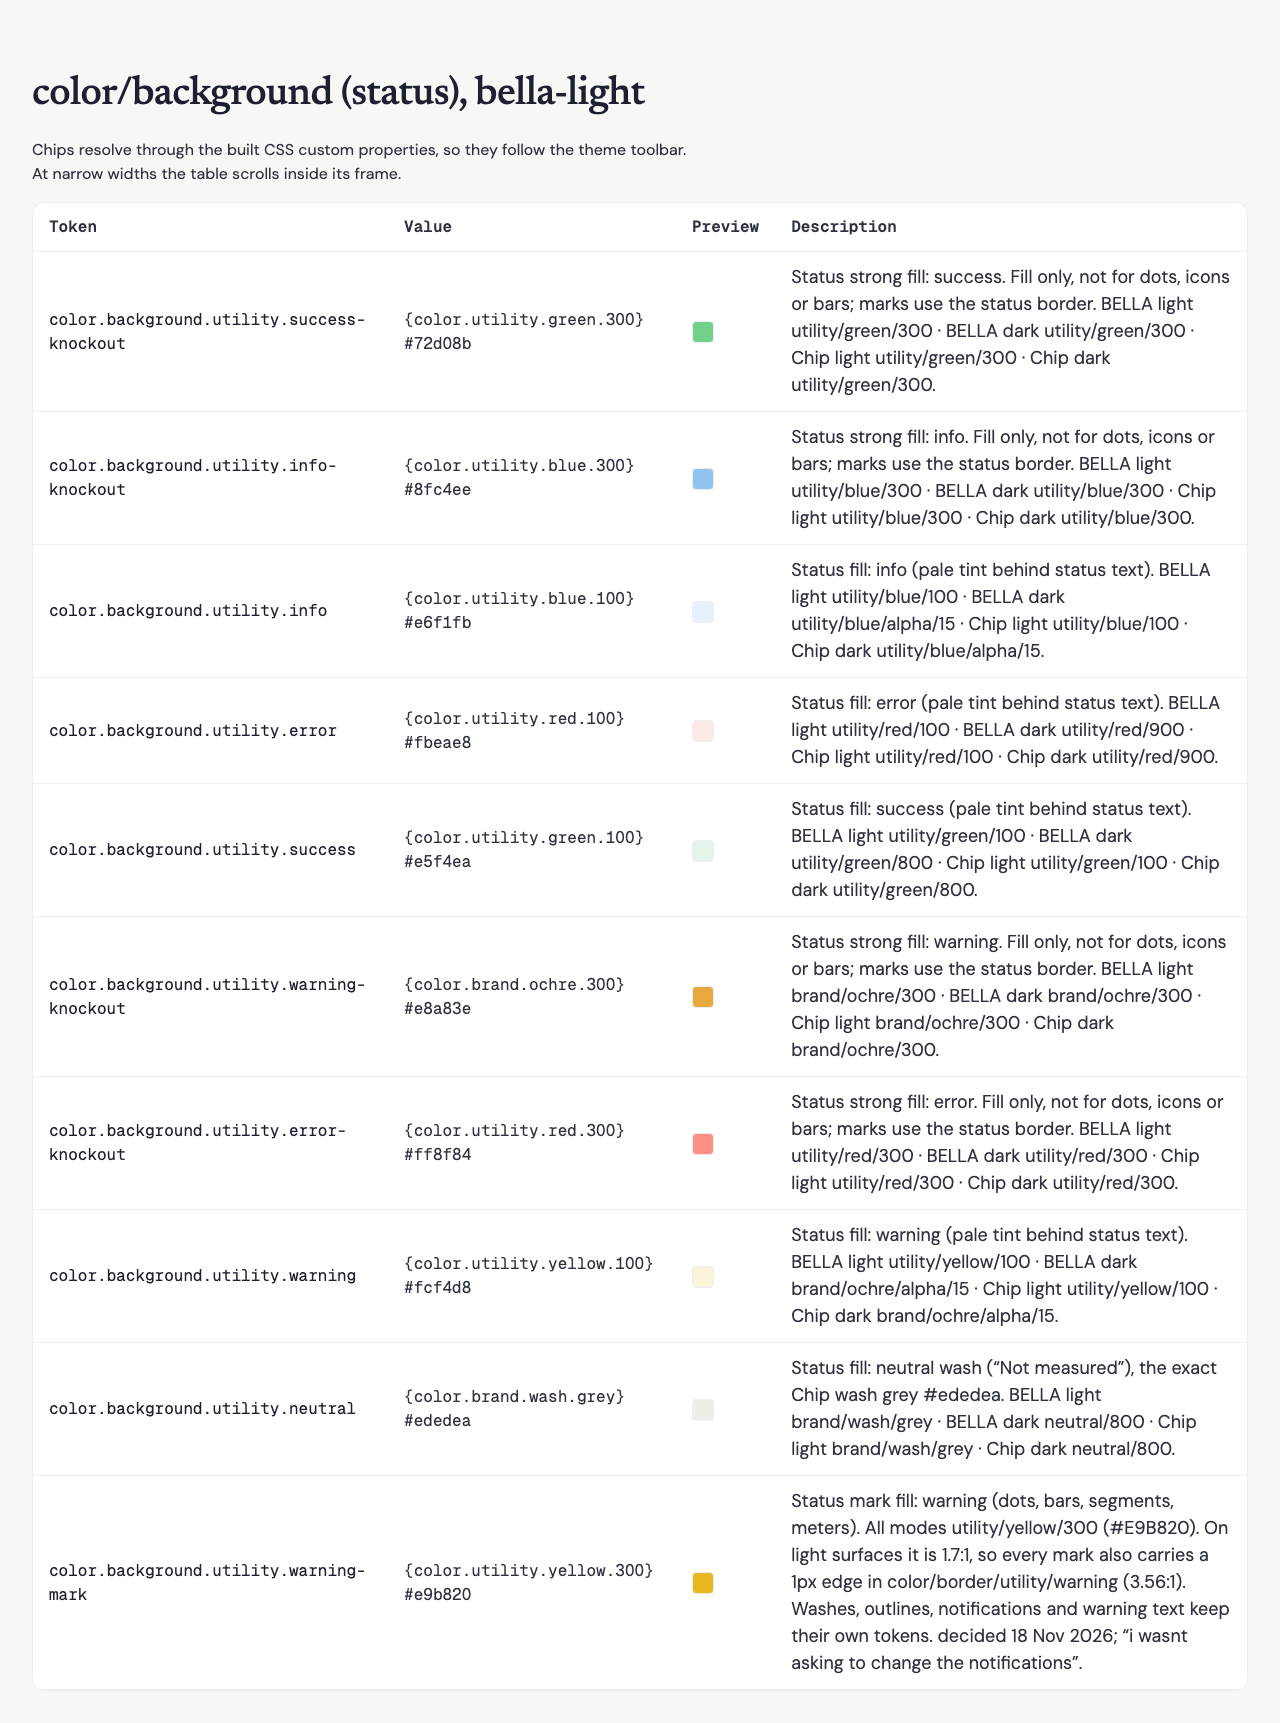 color/background (status), bella-light
Chips resolve through the built CSS custom properties, so they follow the theme toolbar.
At narrow widths the table scrolls inside its frame.
Token
Value
Preview
Description
color.background.utility.success-
knockout
{color.utility.green.300}
#72d08b
Status strong fill: success. Fill only, not for dots, icons
or bars; marks use the status border. BELLA light
utility/green/300 · BELLA dark utility/green/300 ·
Chip light utility/green/300 · Chip dark
utility/green/300.
color.background.utility.info-
knockout
{color.utility.blue.300}
#8fc4ee
Status strong fill: info. Fill only, not for dots, icons or
bars; marks use the status border. BELLA light
utility/blue/300 · BELLA dark utility/blue/300 · Chip
light utility/blue/300 · Chip dark utility/blue/300.
color.background.utility.info
{color.utility.blue.100}
#e6f1fb
Status fill: info (pale tint behind status text). BELLA
light utility/blue/100 · BELLA dark
utility/blue/alpha/15 · Chip light utility/blue/100 ·
Chip dark utility/blue/alpha/15.
color.background.utility.error
{color.utility.red.100}
#fbeae8
Status fill: error (pale tint behind status text). BELLA
light utility/red/100 · BELLA dark utility/red/900 ·
Chip light utility/red/100 · Chip dark utility/red/900.
color.background.utility.success
{color.utility.green.100}
#e5f4ea
Status fill: success (pale tint behind status text).
BELLA light utility/green/100 · BELLA dark
utility/green/800 · Chip light utility/green/100 · Chip
dark utility/green/800.
color.background.utility.warning-
knockout
{color.brand.ochre.300}
#e8a83e
Status strong fill: warning. Fill only, not for dots, icons
or bars; marks use the status border. BELLA light
brand/ochre/300 · BELLA dark brand/ochre/300 ·
Chip light brand/ochre/300 · Chip dark
brand/ochre/300.
color.background.utility.error-
knockout
{color.utility.red.300}
#ff8f84
Status strong fill: error. Fill only, not for dots, icons or
bars; marks use the status border. BELLA light
utility/red/300 · BELLA dark utility/red/300 · Chip
light utility/red/300 · Chip dark utility/red/300.
color.background.utility.warning
{color.utility.yellow.100}
#fcf4d8
Status fill: warning (pale tint behind status text).
BELLA light utility/yellow/100 · BELLA dark
brand/ochre/alpha/15 · Chip light utility/yellow/100 ·
Chip dark brand/ochre/alpha/15.
color.background.utility.neutral
{color.brand.wash.grey}
#ededea
Status fill: neutral wash (“Not measured”), the exact
Chip wash grey #ededea. BELLA light
brand/wash/grey · BELLA dark neutral/800 · Chip
light brand/wash/grey · Chip dark neutral/800.
color.background.utility.warning-
mark
{color.utility.yellow.300}
#e9b820
Status mark fill: warning (dots, bars, segments,
meters). All modes utility/yellow/300 (#E9B820). On
light surfaces it is 1.7:1, so every mark also carries a
1px edge in color/border/utility/warning (3.56:1).
Washes, outlines, notifications and warning text keep
their own tokens. decided 18 Nov 2026; “i wasnt
asking to change the notifications”.